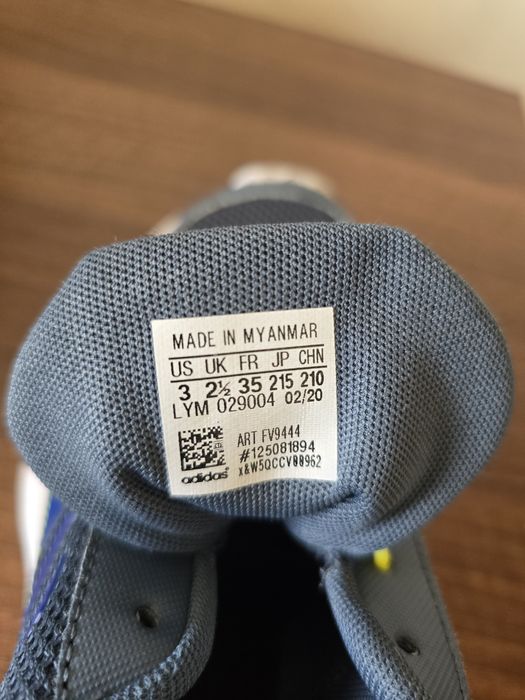 MADE IN MYANMAR
US UK FR JP CHN
3 2½ 35 215 210
LYM 029004 02/20
ART FV9444
#125081894
x&W5QCCV00962
adidas